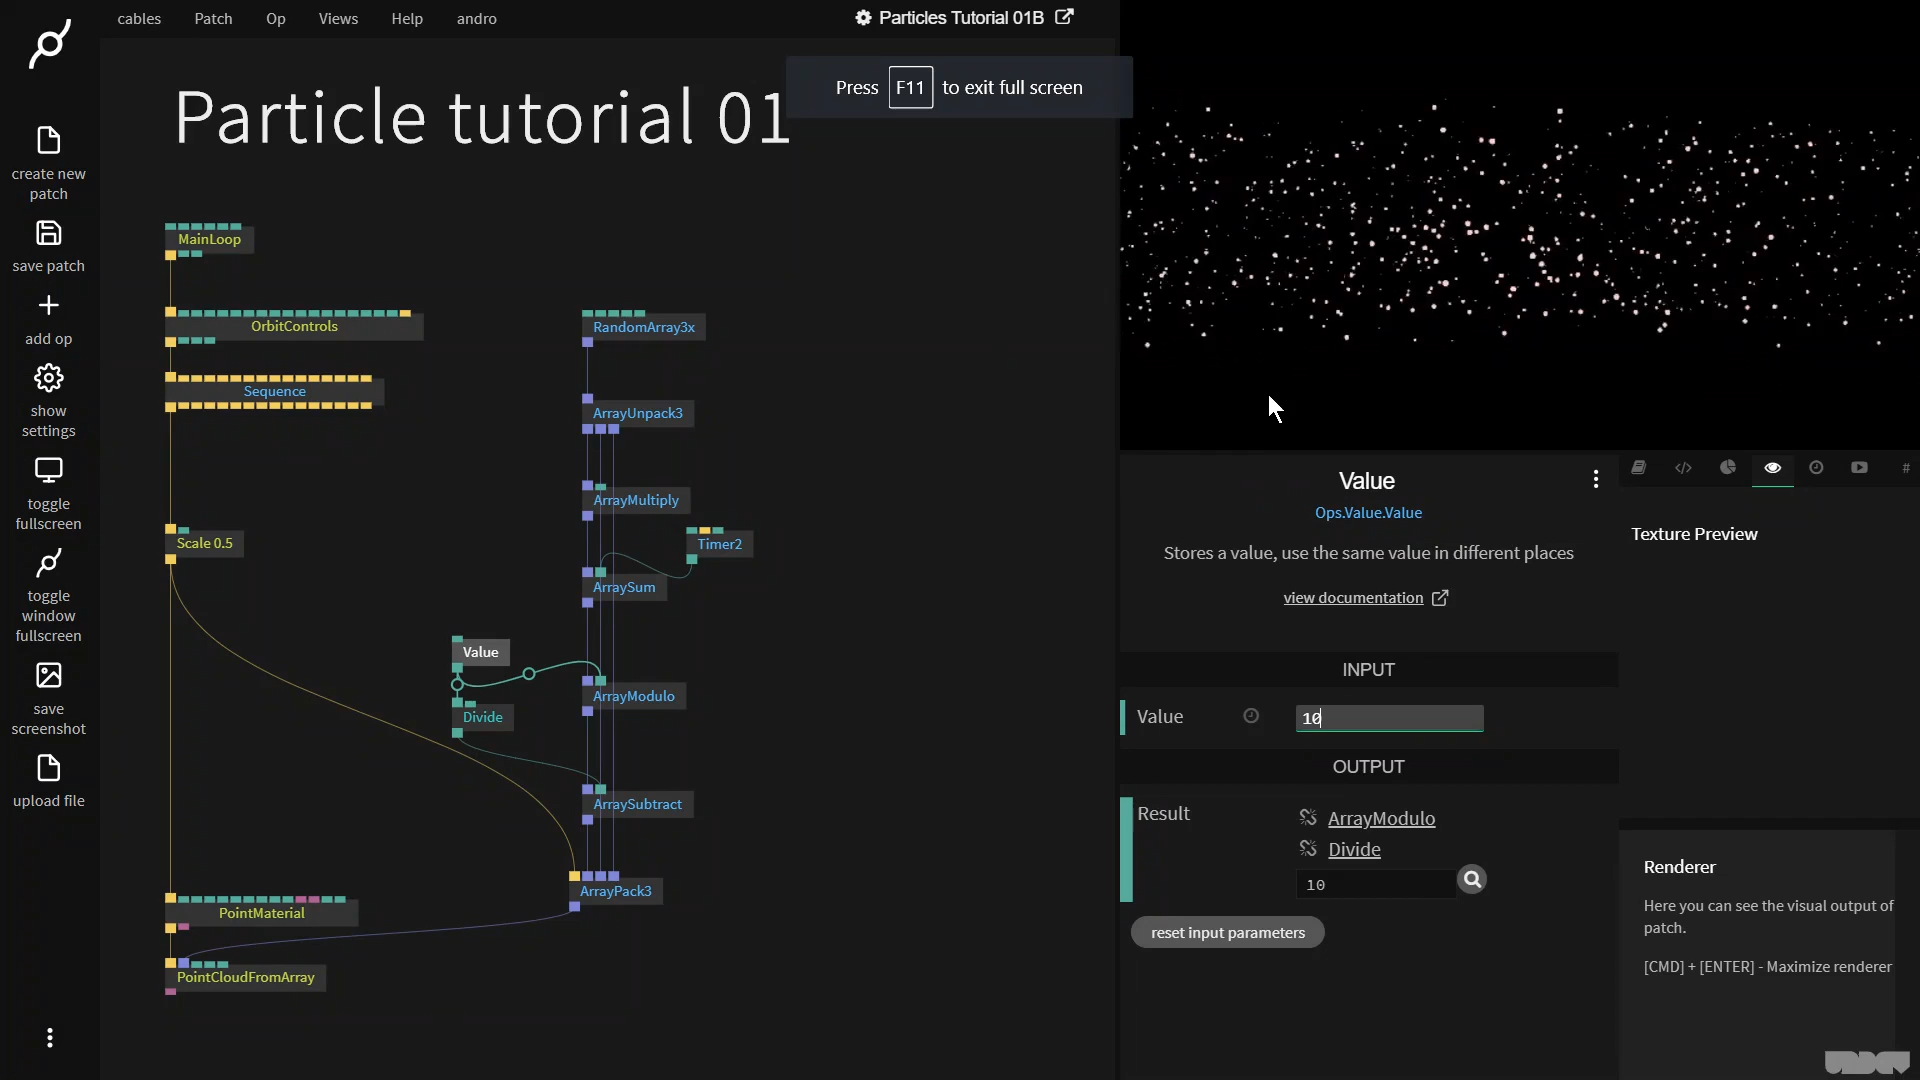 cables
Patch
Op
Views
Help
andro
Particles Tutorial 01B
Press F11 to exit full screen
Particle tutorial 01
create new
patch
save patch
add op
show
settings
toggle
fullscreen
toggle
window
fullscreen
save
screenshot
upload file
MainLoop
OrbitControls
Sequence
Scale 0.5
PointMaterial
PointCloudFromArray
RandomArray3x
ArrayUnpack3
ArrayMultiply
Timer2
ArraySum
Value
Divide
ArrayModulo
ArraySubtract
ArrayPack3
Value
Ops.Value.Value
Stores a value, use the same value in different places
view documentation
INPUT
Value
10
OUTPUT
Result
ArrayModulo
Divide
10
reset input parameters
#
Texture Preview
Renderer
Here you can see the visual output of
patch.
[CMD] + [ENTER] - Maximize renderer